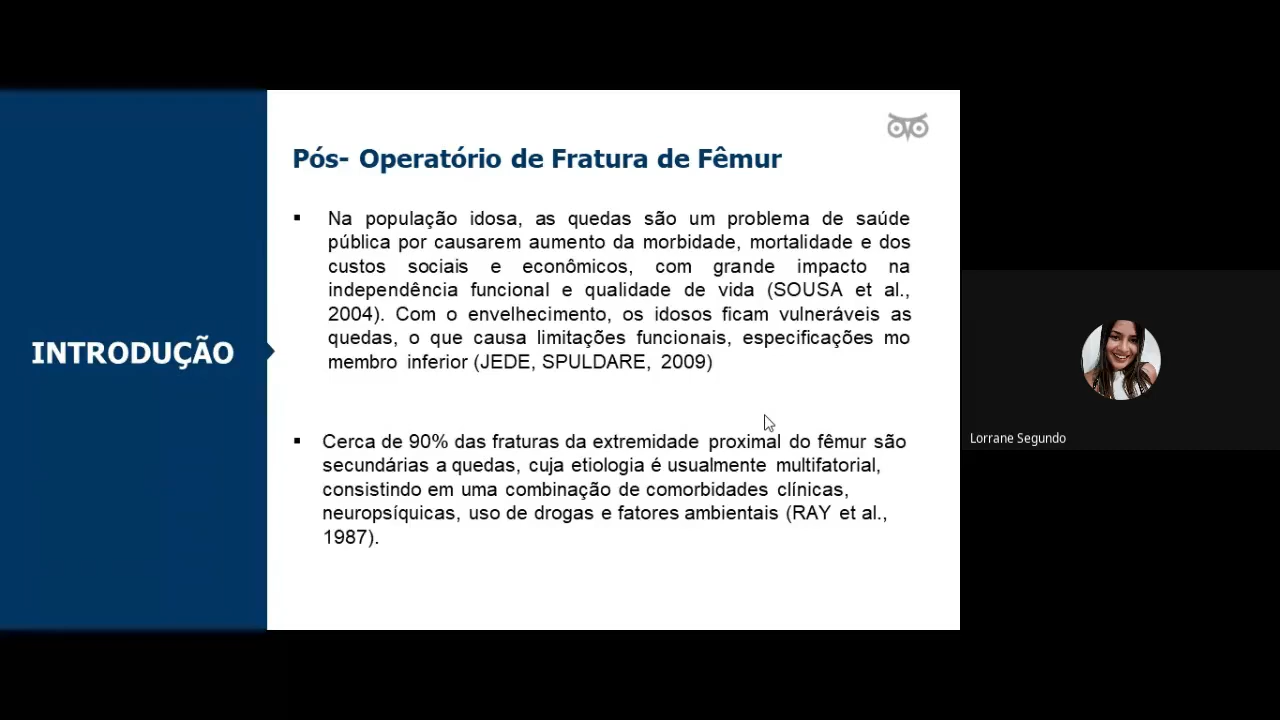 Pós- Operatório de Fratura de Fêmur
Na população idosa, as quedas são um problema de saúde
pública por causarem aumento da morbidade, mortalidade e dos
custos sociais e econômicos, com grande impacto na
independência funcional e qualidade de vida (SOUSA et al.,
2004). Com o envelhecimento, os idosos ficam vulneráveis as
quedas, o que causa limitações funcionais, especificações mo
membro inferior (JEDE, SPULDARE, 2009)
INTRODUÇÃO
Cerca de 90% das fraturas da extremidade proximal do fêmur são
secundárias a quedas, cuja etiologia é usualmente multifatorial,
consistindo em uma combinação de comorbidades clínicas,
neuropsíquicas, uso de drogas e fatores ambientais (RAY et al.,
1987).
Lorrane Segundo